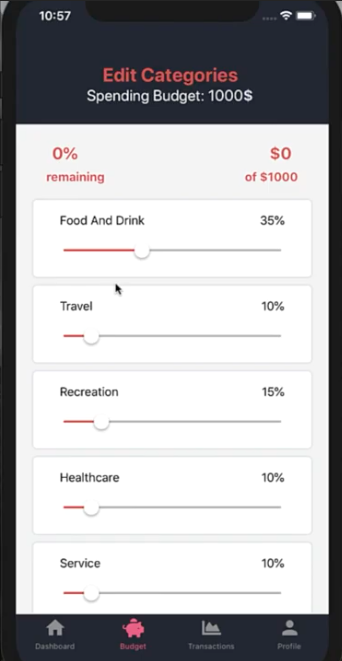 10:57
Edit Categories
Spending Budget: 1000$
0% $0
remaining of $1000
Food And Drink 35%
Travel 10%
Recreation 15%
Healthcare 10%
Service 10%
Dashboard Budget Transactions Profile